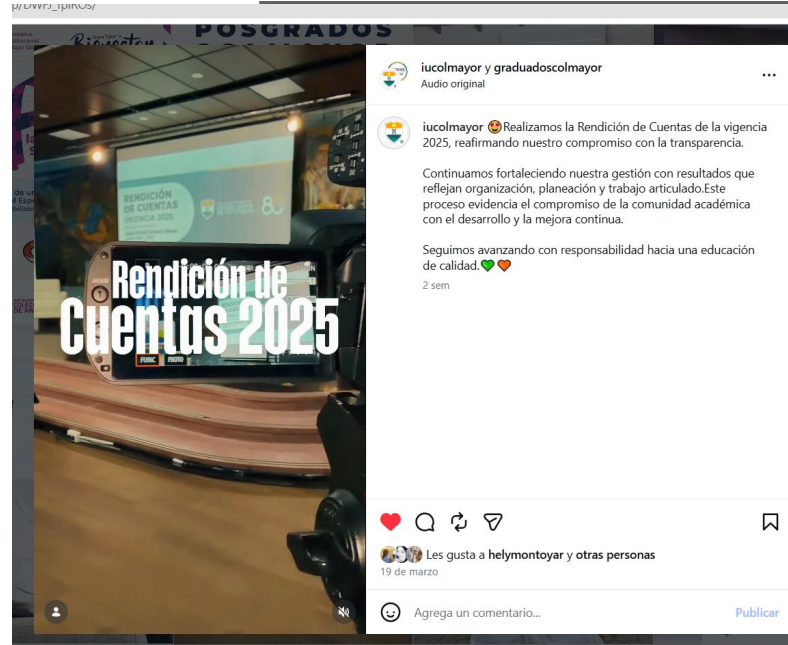 POSGRADOS
Bienestar
RENDICIÓN
DE CUENTAS
VIGENCIA 2025
Rendición de
Cuentas 2025
FUNC
PHOTO
iucolmayor y graduadoscolmayor
Audio original
iucolmayor 🤩Realizamos la Rendición de Cuentas de la vigencia
2025, reafirmando nuestro compromiso con la transparencia.
Continuamos fortaleciendo nuestra gestión con resultados que
reflejan organización, planeación y trabajo articulado.Este
proceso evidencia el compromiso de la comunidad académica
con el desarrollo y la mejora continua.
Seguimos avanzando con responsabilidad hacia una educación
de calidad.💚🧡
2 sem
Les gusta a helymontoyar y otras personas
19 de marzo
Agrega un comentario...
Publicar